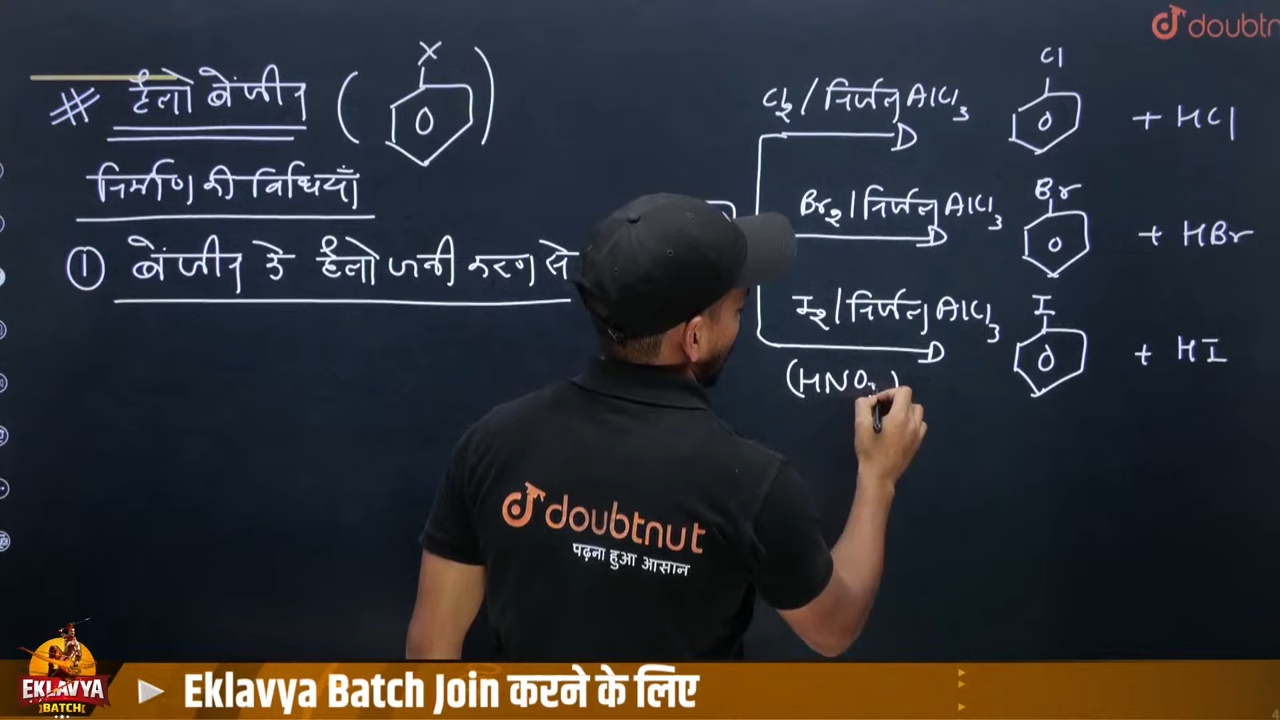 doubtn
# हैलो बेंजीन ( X )
निर्माण की विधियाँ
① बेंजीन के हैलोजनीकरण से
Cl2 / निर्जल AlCl3 Cl + HCl
Br2 / निर्जल AlCl3 Br + HBr
I2 / निर्जल AlCl3 I + HI
(HNO3)
doubtnut
पढ़ना हुआ आसान
EKLAVYA
BATCH
Eklavya Batch Join करने के लिए